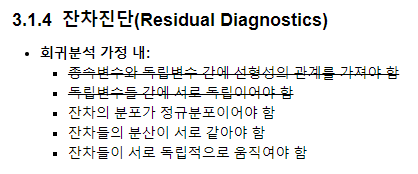 3.1.4 잔차진단(Residual Diagnostics)
회귀분석 가정 내:
종속변수와 독립변수 간에 선형성의 관계를 가져야 함
독립변수들 간에 서로 독립이어야 함
잔차의 분포가 정규분포이어야 함
잔차들의 분산이 서로 같아야 함
잔차들이 서로 독립적으로 움직여야 함